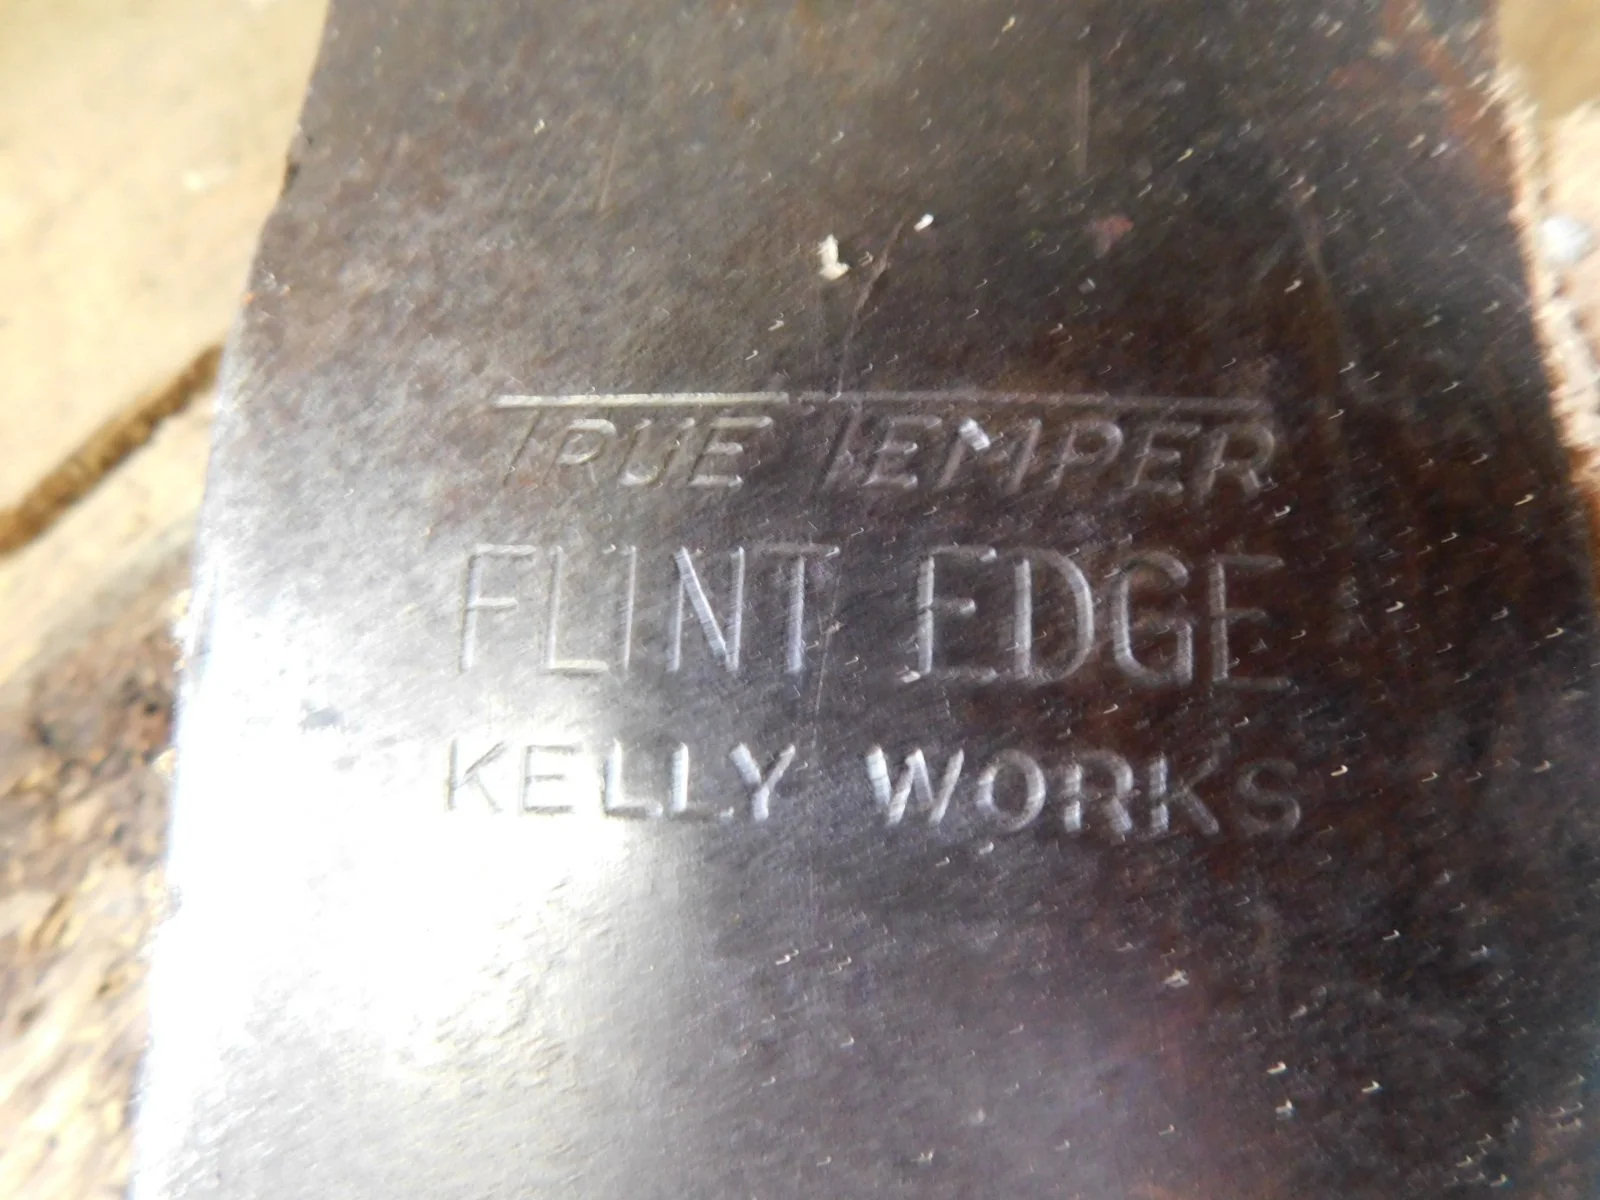 TRUE TEMPER
FLINT EDGE
KELLY WORKS